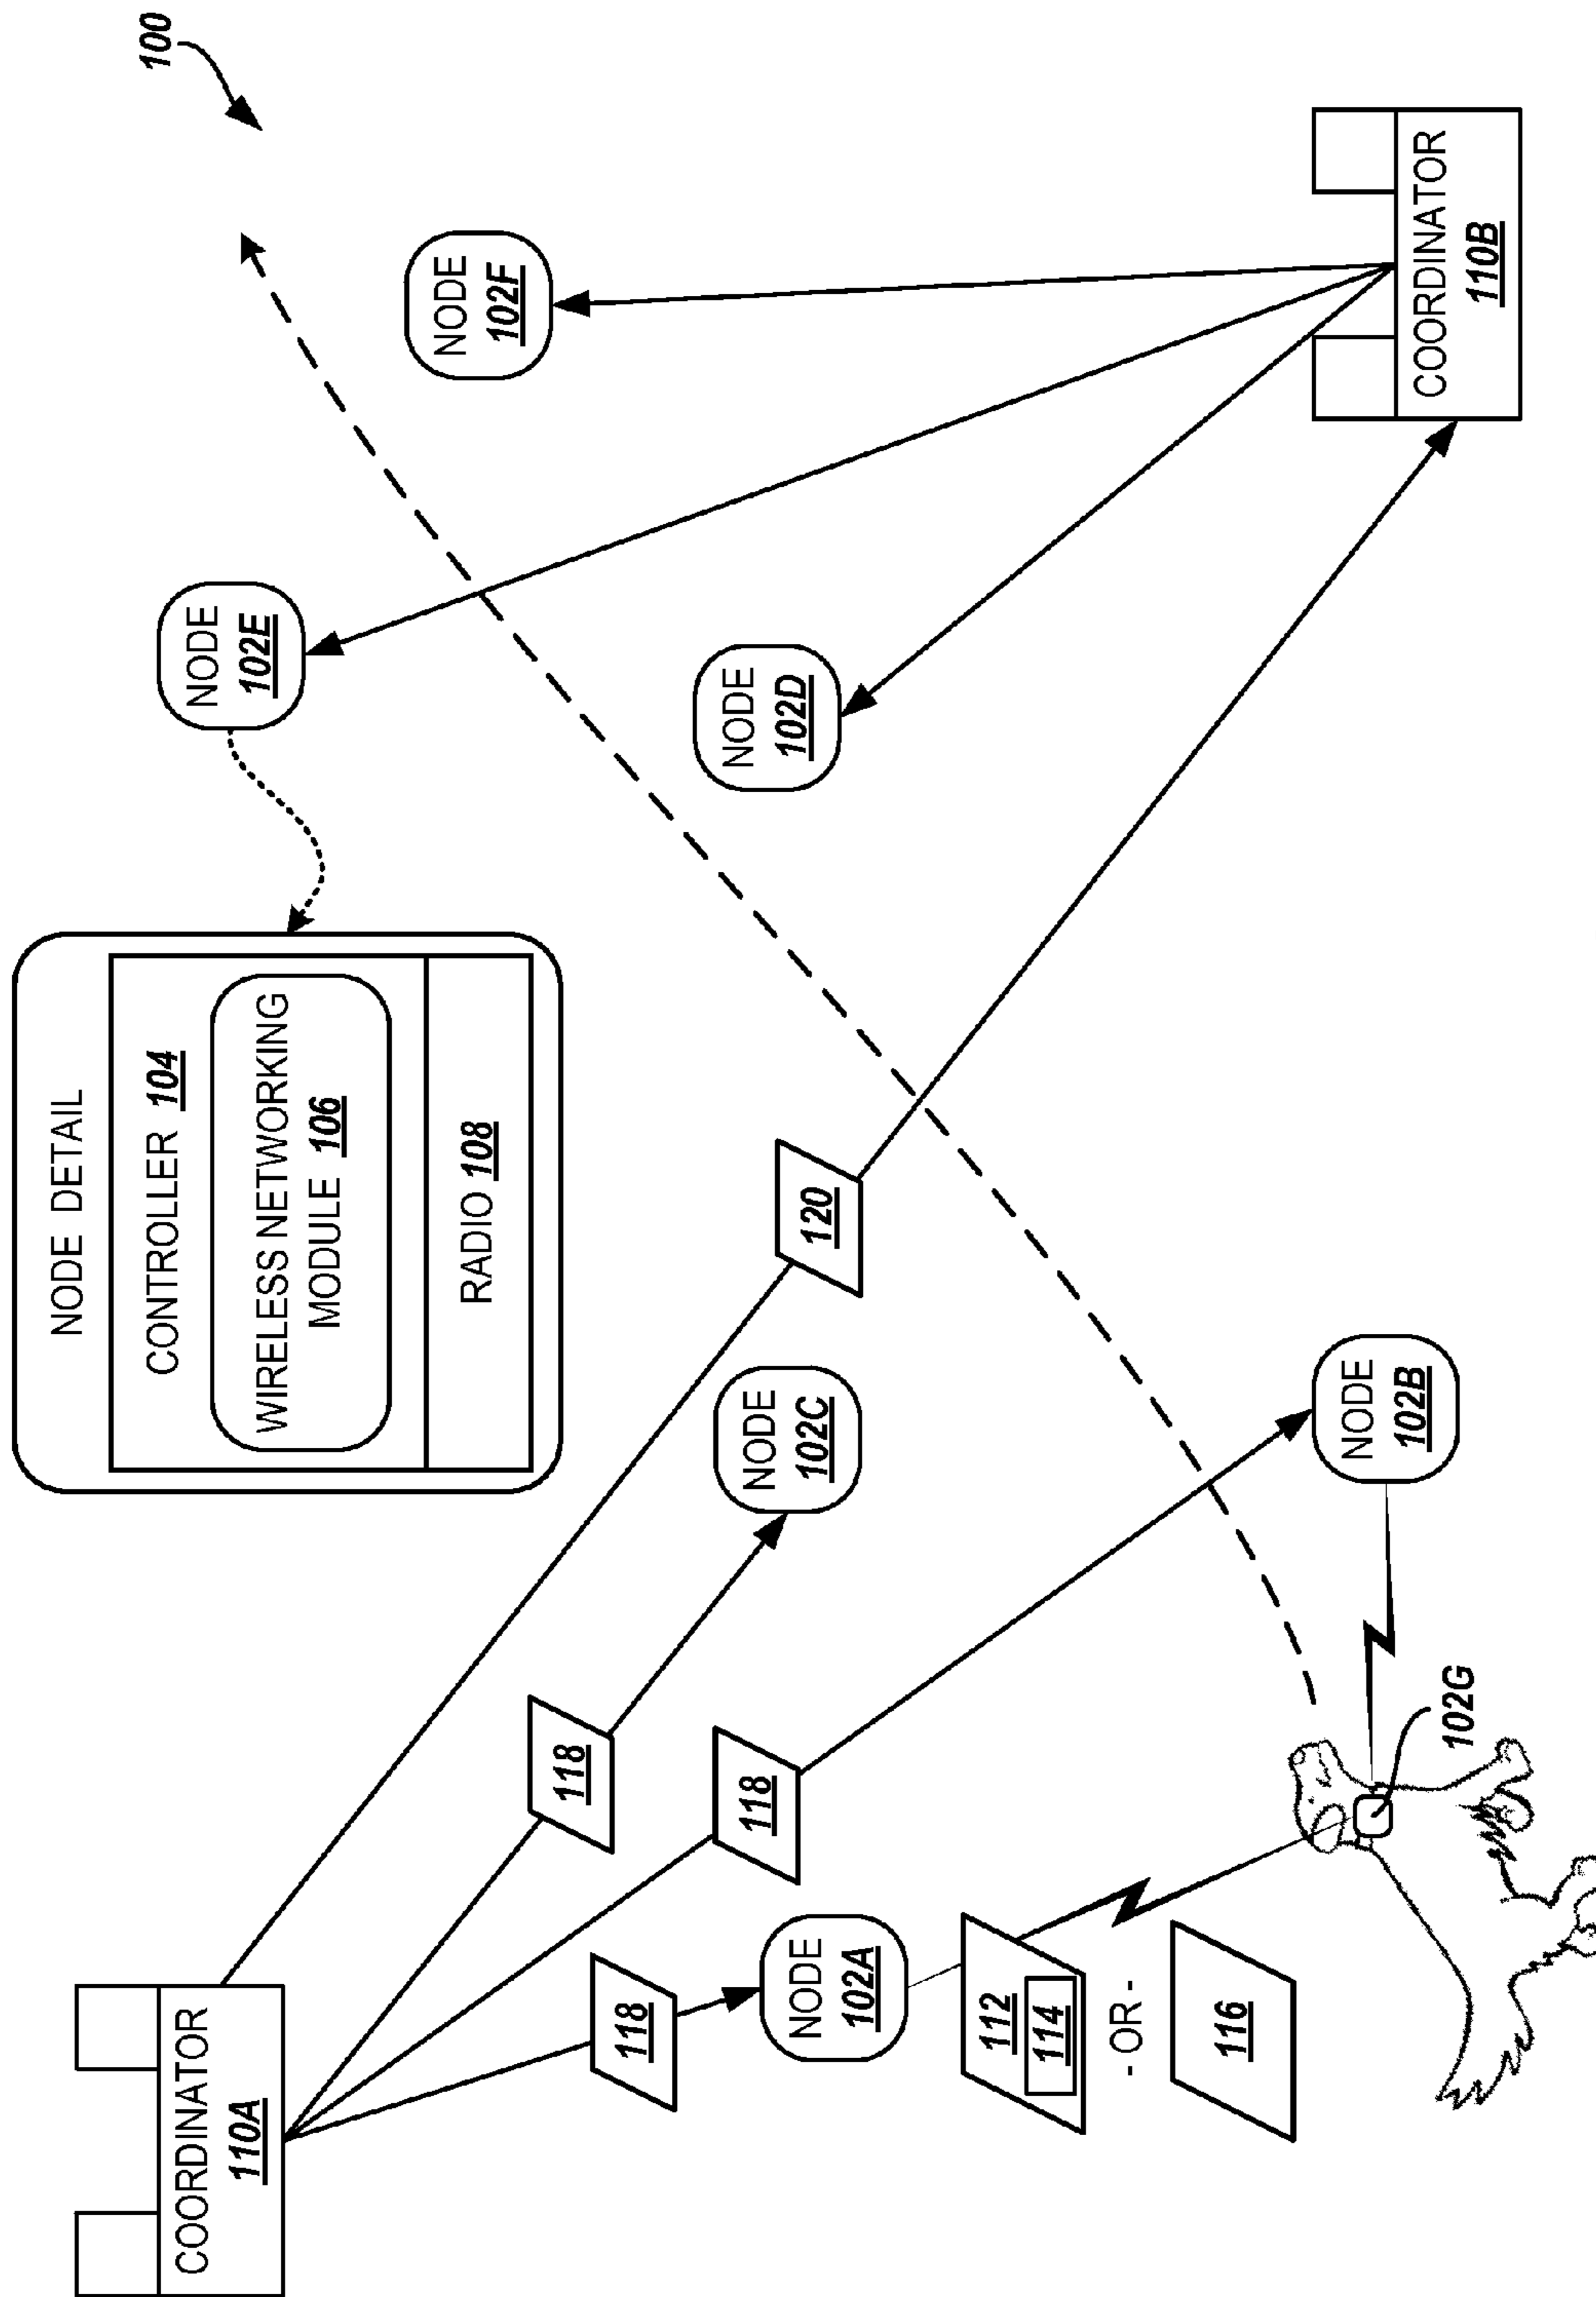 100
COORDINATOR
110A
NODE DETAIL
CONTROLLER 104
WIRELESS NETWORKING
MODULE 106
RADIO 108
NODE
102E
NODE
102F
118
118
118
120
NODE
102A
NODE
102C
NODE
102D
112
114
-OR-
116
NODE
102B
102G
COORDINATOR
110B